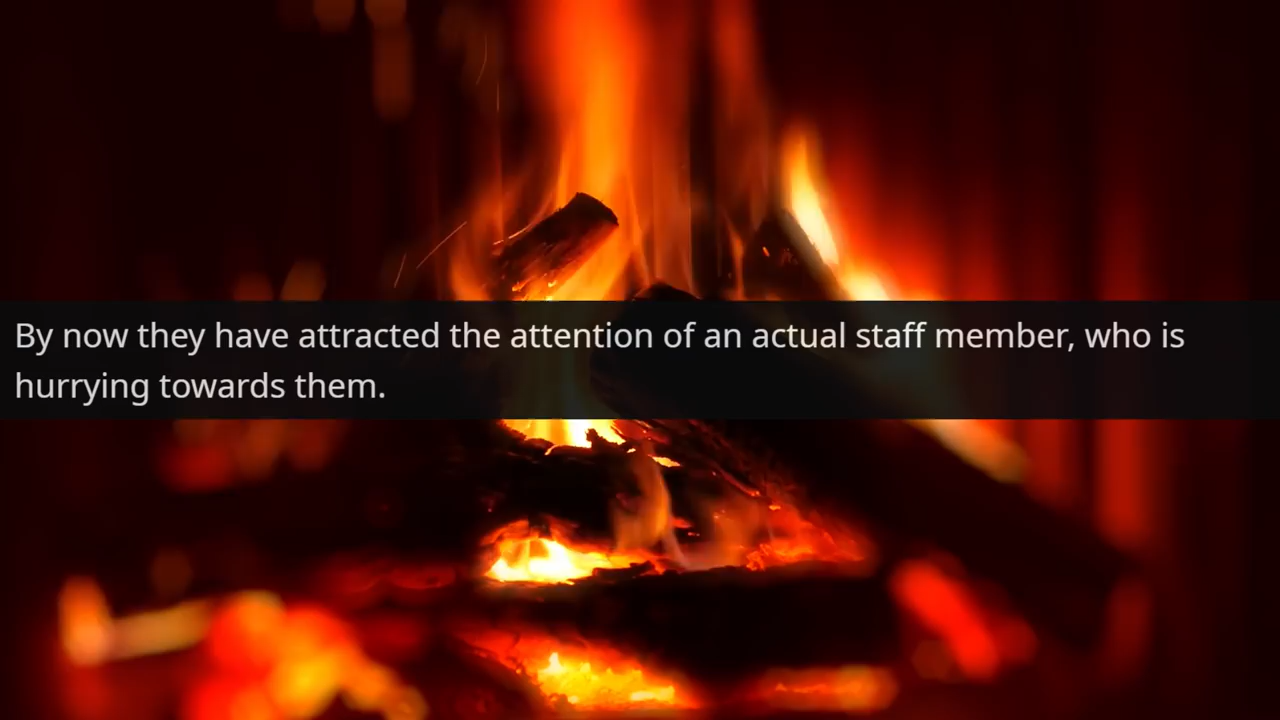 By now they have attracted the attention of an actual staff member, who is
hurrying towards them.